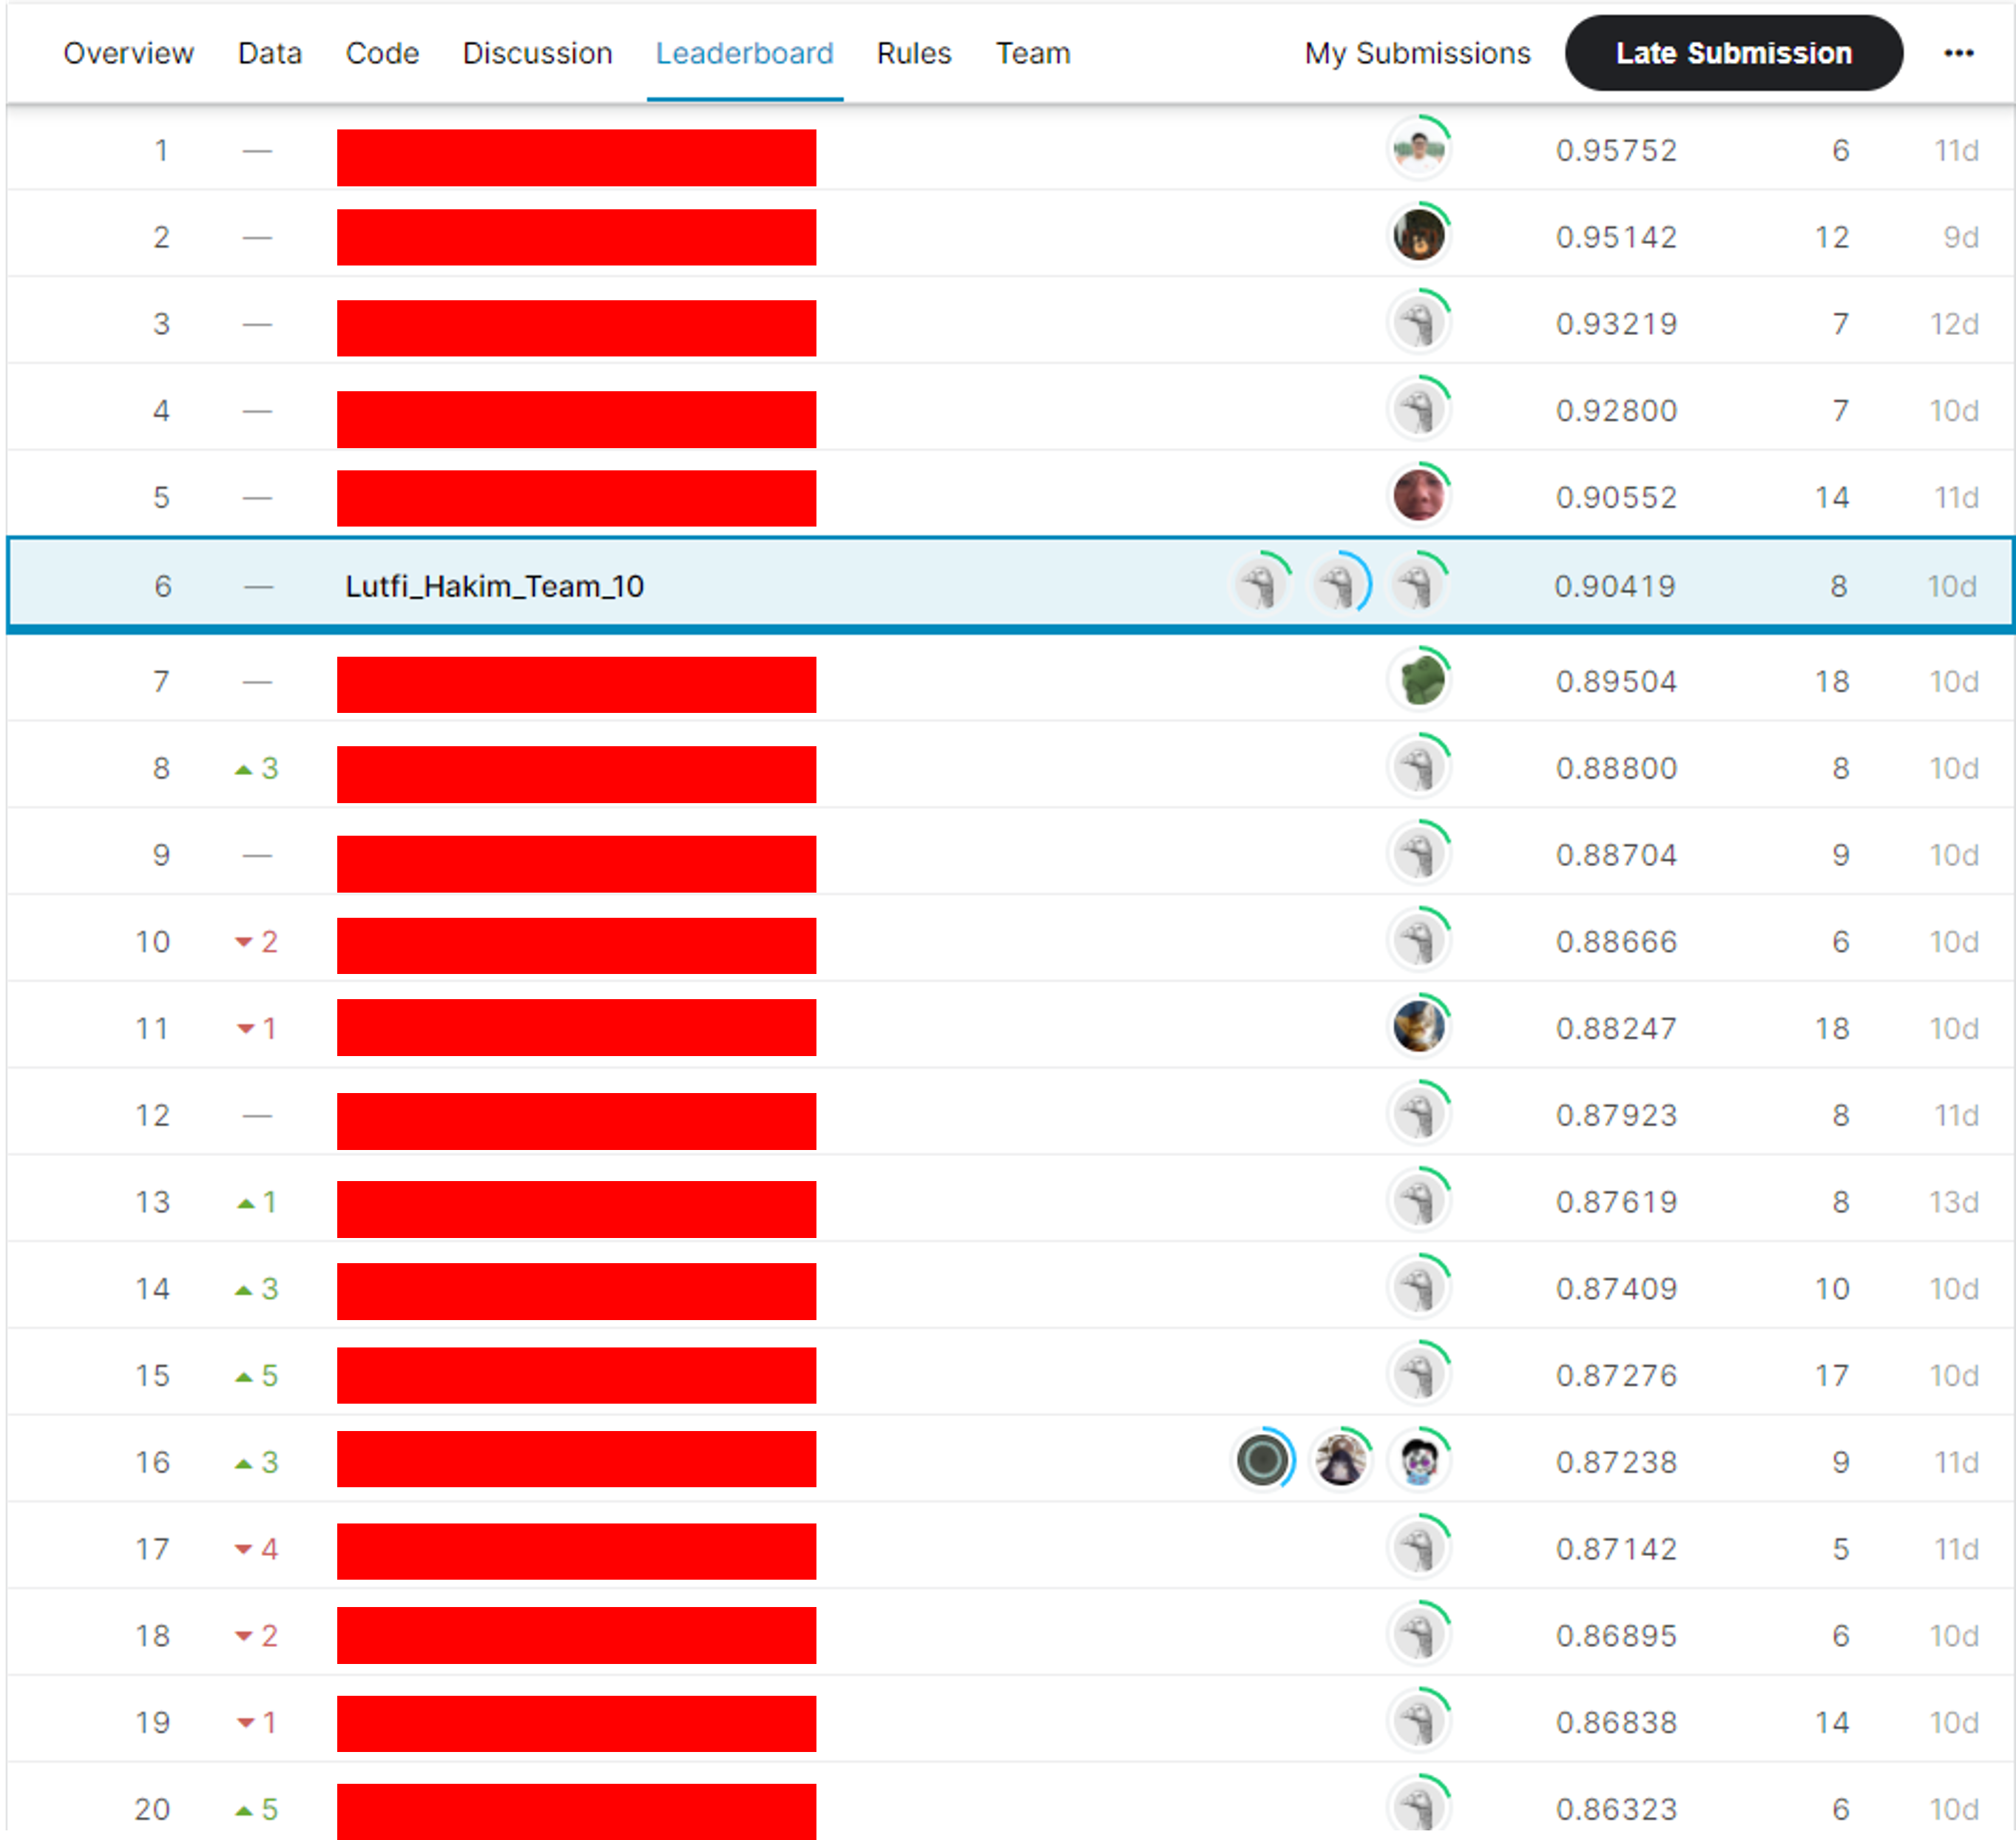 Overview Data Code Discussion Leaderboard Rules Team My Submissions Late Submission •••
1 — 0.95752 6 11d
2 — 0.95142 12 9d
3 — 0.93219 7 12d
4 — 0.92800 7 10d
5 — 0.90552 14 11d
6 — Lutfi_Hakim_Team_10 0.90419 8 10d
7 — 0.89504 18 10d
8 ▲ 3 0.88800 8 10d
9 — 0.88704 9 10d
10 ▼ 2 0.88666 6 10d
11 ▼ 1 0.88247 18 10d
12 — 0.87923 8 11d
13 ▲ 1 0.87619 8 13d
14 ▲ 3 0.87409 10 10d
15 ▲ 5 0.87276 17 10d
16 ▲ 3 0.87238 9 11d
17 ▼ 4 0.87142 5 11d
18 ▼ 2 0.86895 6 10d
19 ▼ 1 0.86838 14 10d
20 ▲ 5 0.86323 6 10d